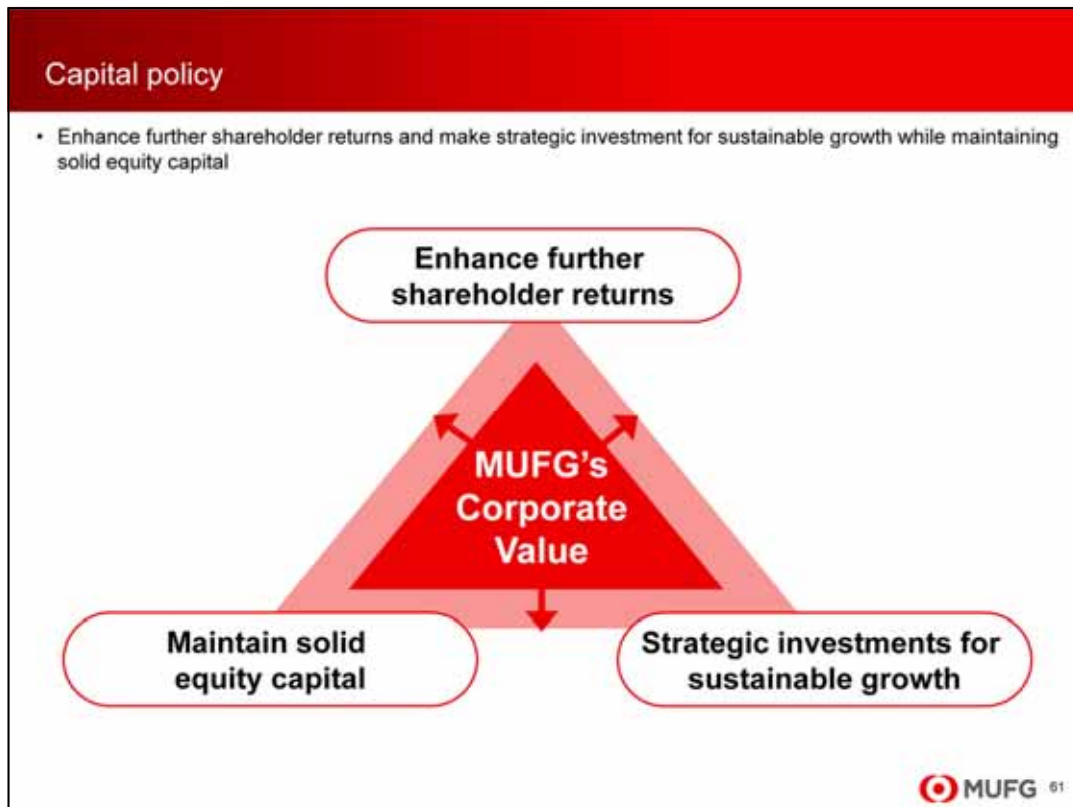 Capital policy
• Enhance further shareholder returns and make strategic investment for sustainable growth while maintaining
solid equity capital
Enhance further
shareholder returns
MUFG's
Corporate
Value
Maintain solid
equity capital
Strategic investments for
sustainable growth
MUFG 61